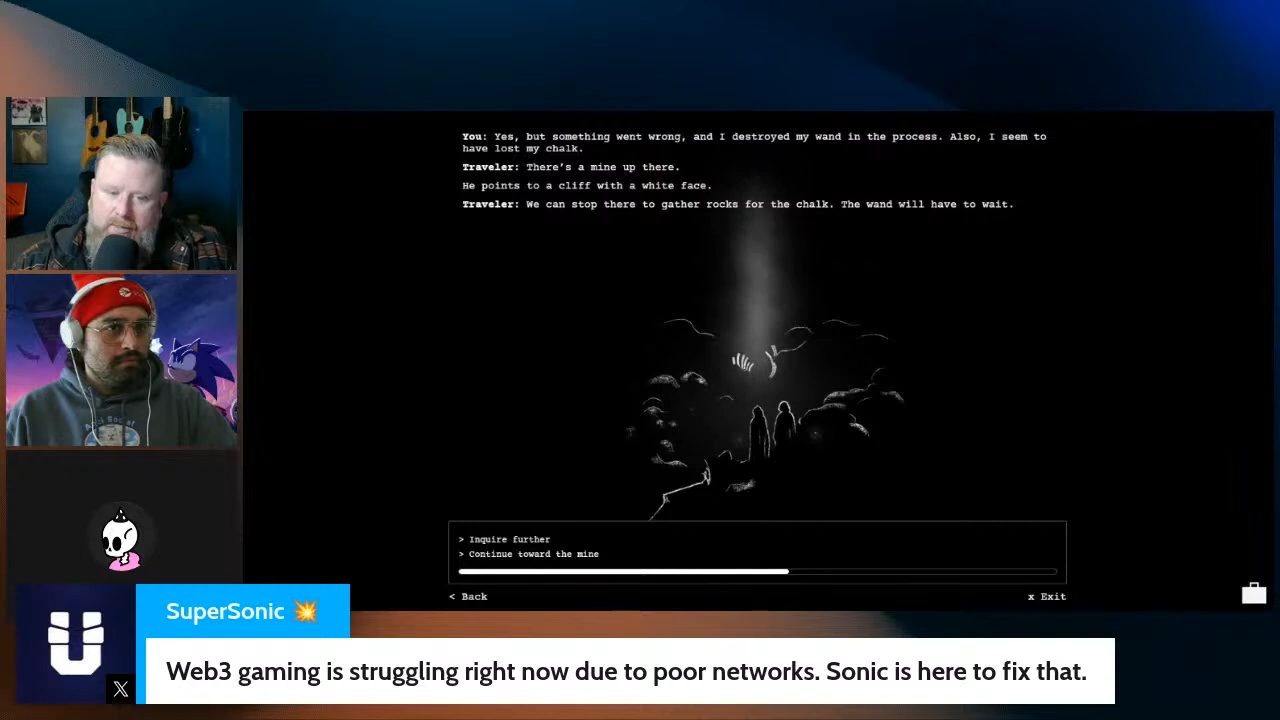 You: Yes, but something went wrong, and I destroyed my wand in the process. Also, I seem to
have lost my chalk.
Traveler: There's a mine up there.
He points to a cliff with a white face.
Traveler: We can stop there to gather rocks for the chalk. The wand will have to wait.
> Inquire further
> Continue toward the mine
< Back
x Exit
SuperSonic 💥
Web3 gaming is struggling right now due to poor networks. Sonic is here to fix that.